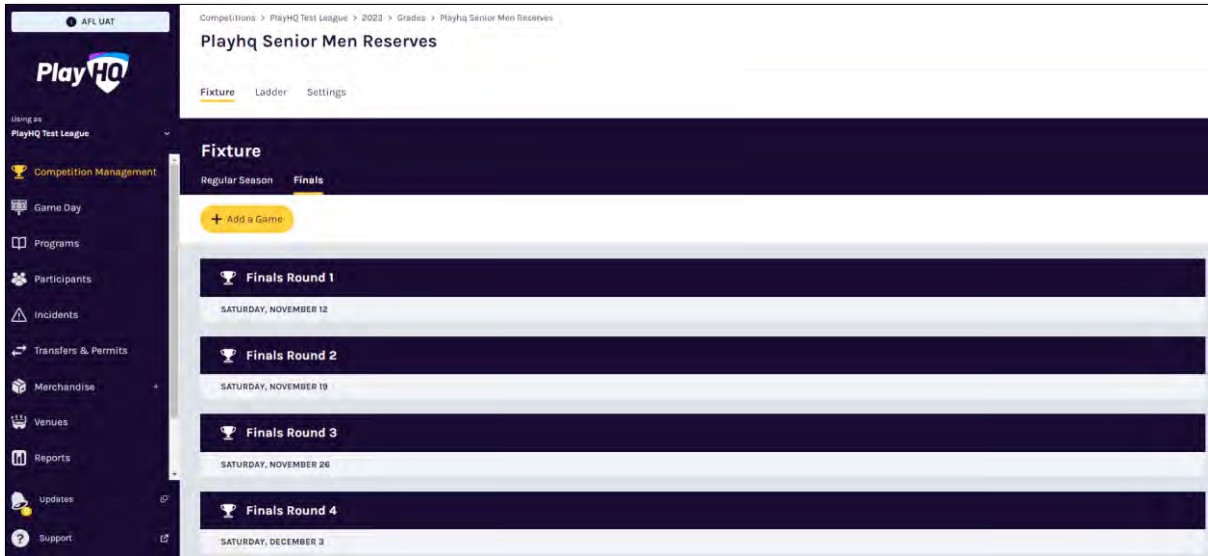 AFL UAT
PlayHQ
Using as
PlayHQ Test League
Competition Management
Game Day
Programs
Participants
Incidents
Transfers & Permits
Merchandise +
Venues
Reports
Updates
? Support
Competitions > PlayHQ Test League > 2023 > Grades > Playhq Senior Men Reserves
Playhq Senior Men Reserves
Fixture Ladder Settings
Fixture
Regular Season Finals
+ Add a Game
Finals Round 1
SATURDAY, NOVEMBER 12
Finals Round 2
SATURDAY, NOVEMBER 19
Finals Round 3
SATURDAY, NOVEMBER 26
Finals Round 4
SATURDAY, DECEMBER 3